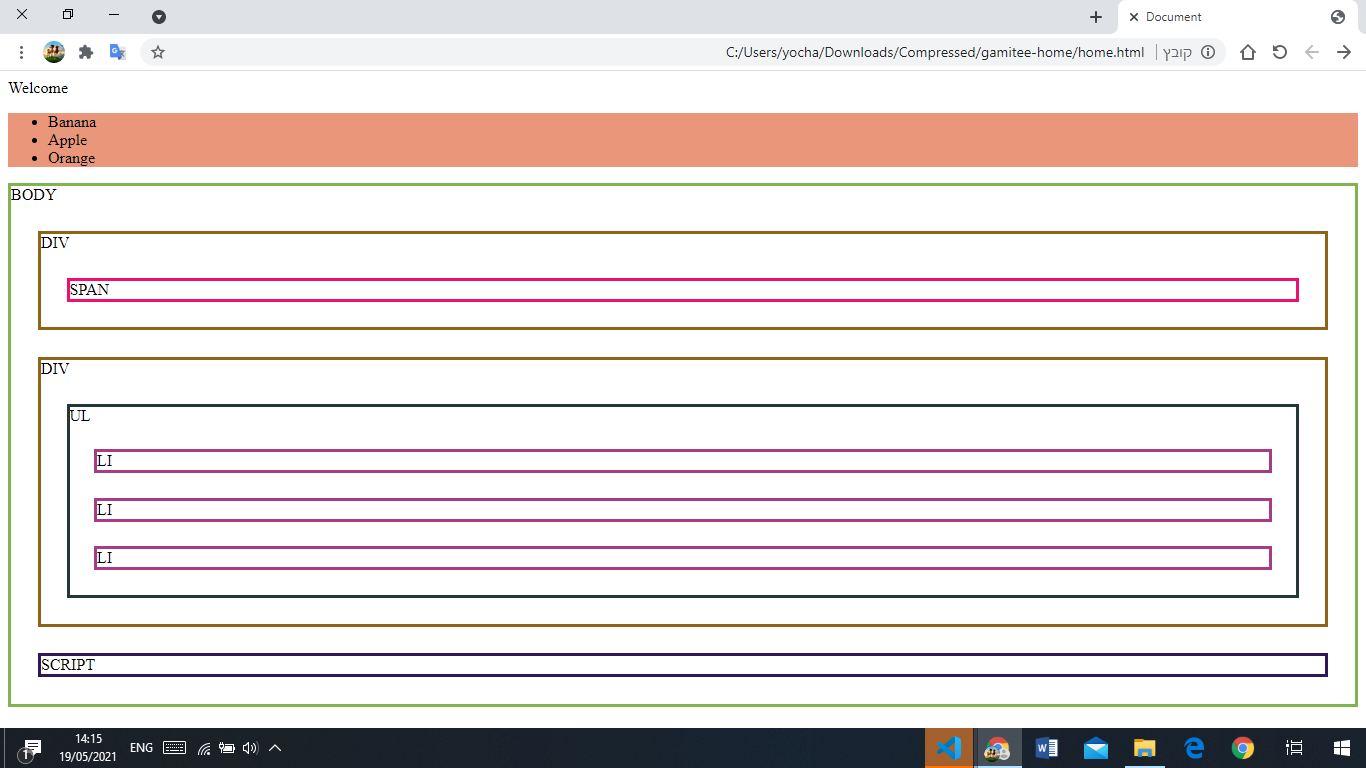 Document
C:/Users/yocha/Downloads/Compressed/gamitee-home/home.html | קובץ
Welcome
Banana
Apple
Orange
BODY
DIV
SPAN
DIV
UL
LI
LI
LI
SCRIPT
1
14:15
19/05/2021
ENG